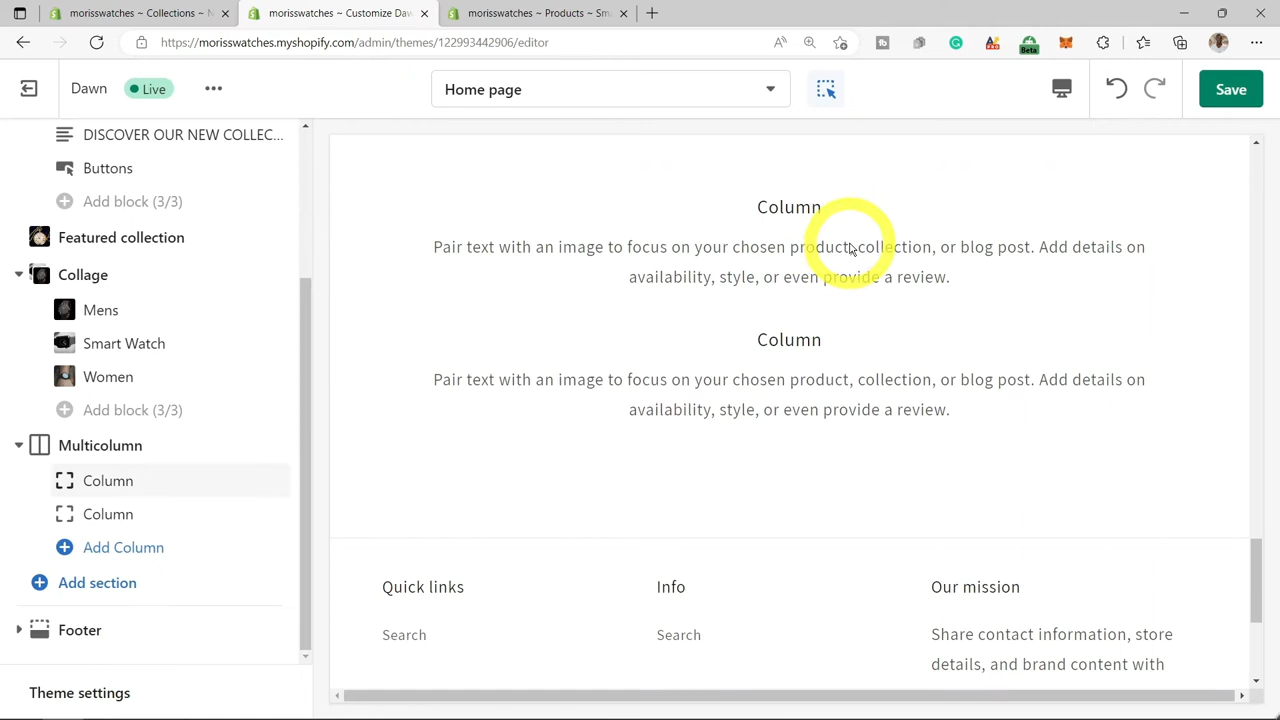 morisswatches ~ Collections ~ N
morisswatches ~ Customize Daw
morisswatches ~ Products ~ Sma
https://morisswatches.myshopify.com/admin/themes/122993442906/editor
Beta
Dawn
Live
Home page
Save
DISCOVER OUR NEW COLLEC...
Buttons
Add block (3/3)
Featured collection
Collage
Mens
Smart Watch
Women
Add block (3/3)
Multicolumn
Column
Column
Add Column
Add section
Footer
Theme settings
Column
Pair text with an image to focus on your chosen product, collection, or blog post. Add details on
availability, style, or even provide a review.
Column
Pair text with an image to focus on your chosen product, collection, or blog post. Add details on
availability, style, or even provide a review.
Quick links
Info
Our mission
Search
Search
Share contact information, store
details, and brand content with